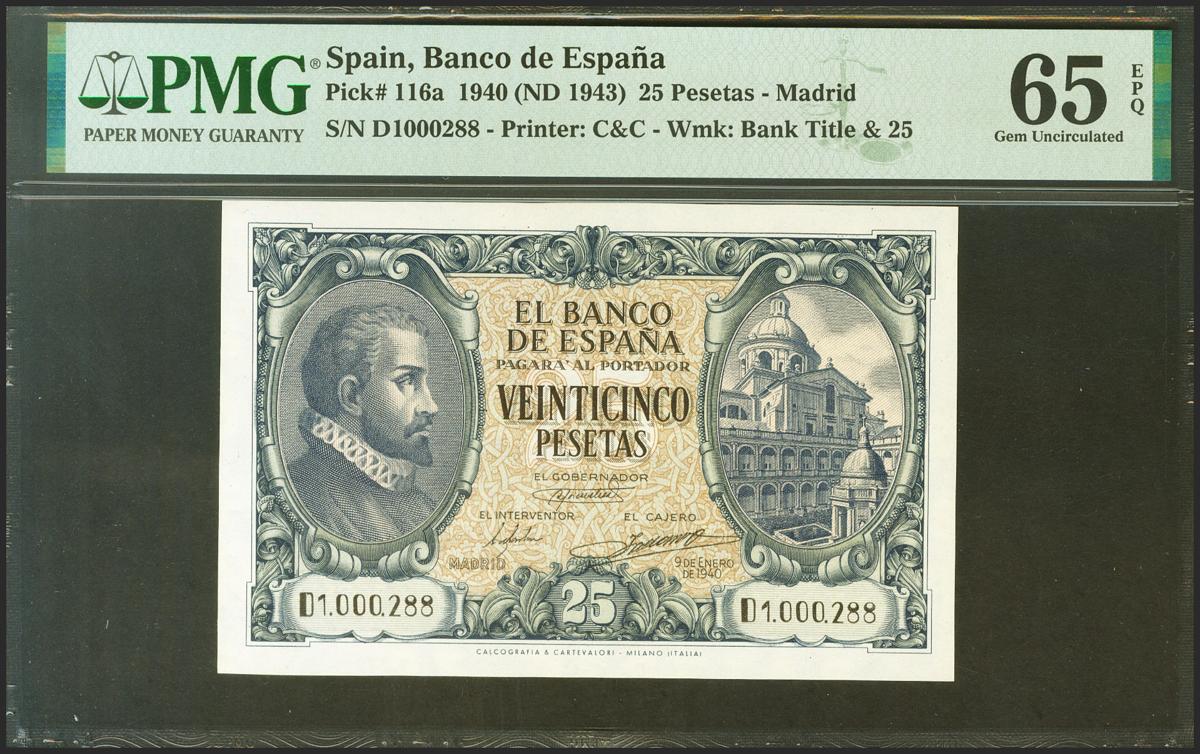 PMG®
PAPER MONEY GUARANTY
Spain, Banco de España
Pick# 116a 1940 (ND 1943) 25 Pesetas - Madrid
S/N D1000288 - Printer: C&C - Wmk: Bank Title & 25
65
EPQ
Gem Uncirculated
EL BANCO
DE ESPAÑA
PAGARÁ AL PORTADOR
25
VEINTICINCO
PESETAS
EL GOBERNADOR
EL INTERVENTOR
EL CAJERO
MADRID
9 DE ENERO
DE 1940
D1.000.288
25
D1.000.288
CALCOGRAFIA & CARTEVALORI - MILANO (ITALIA)